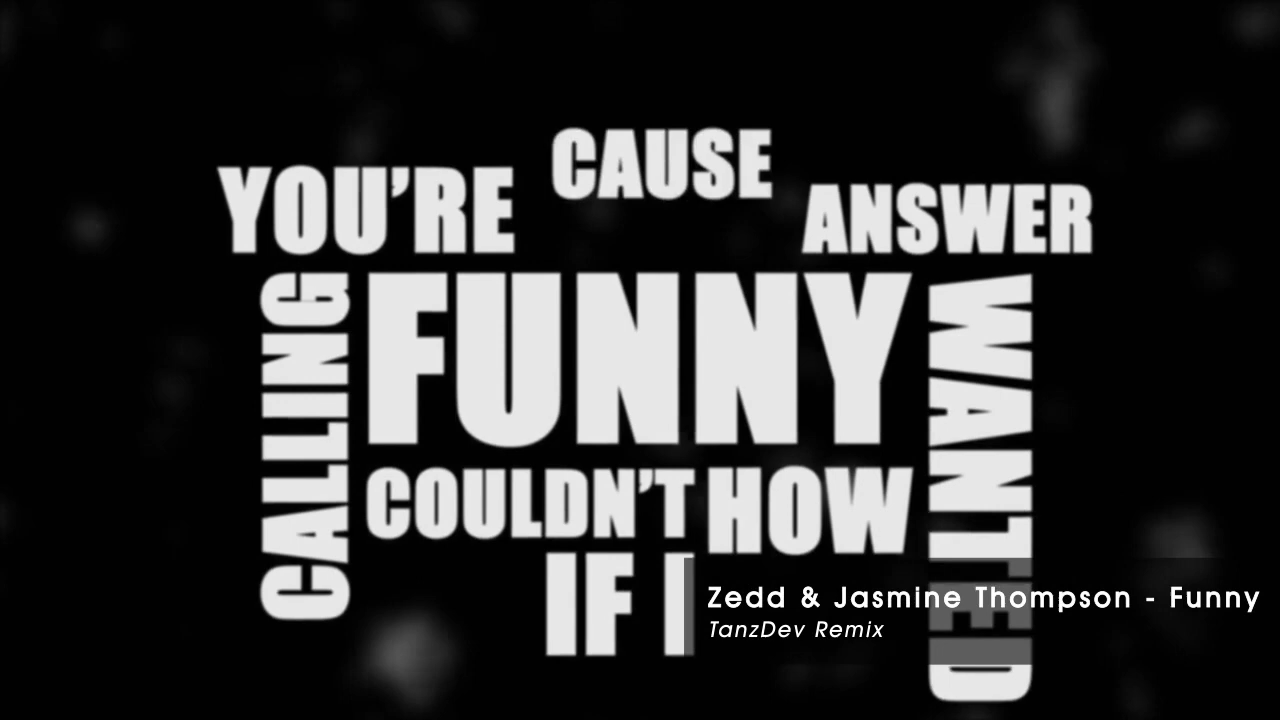 CAUSE
YOU'RE
ANSWER
CALLING
FUNNY
WANTED
COULDN'T
HOW
IF I
Zedd & Jasmine Thompson - Funny
TanzDev Remix